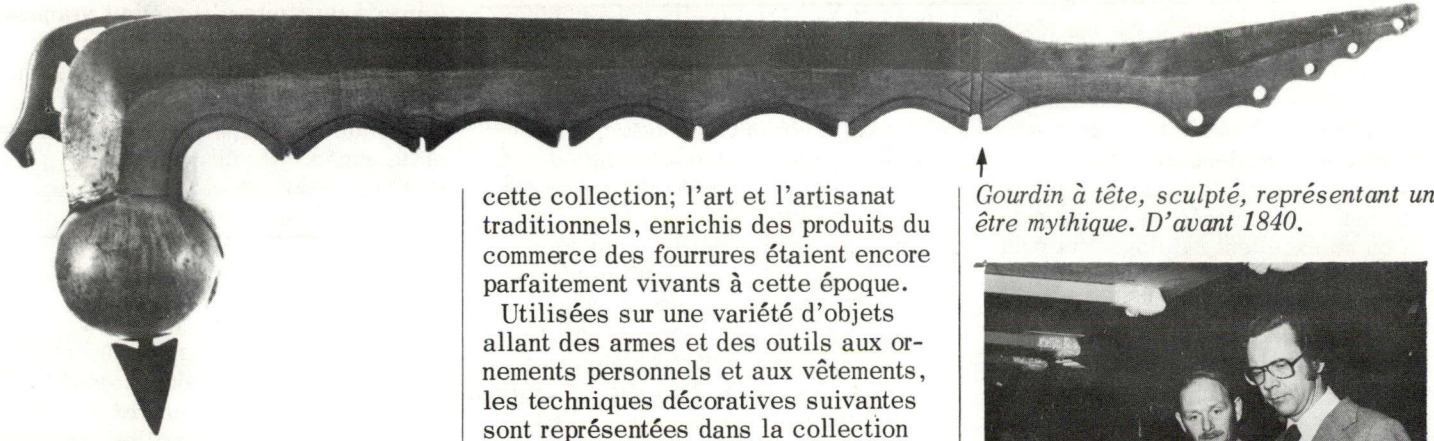 cette collection; l'art et l'artisanat
traditionnels, enrichis des produits du
commerce des fourrures étaient encore
parfaitement vivants à cette époque.
Utilisées sur une variété d'objets
allant des armes et des outils aux or-
nements personnels et aux vêtements,
les techniques décoratives suivantes
sont représentées dans la collection
Gourdin à tête, sculpté, représentant un
être mythique. D'avant 1840.